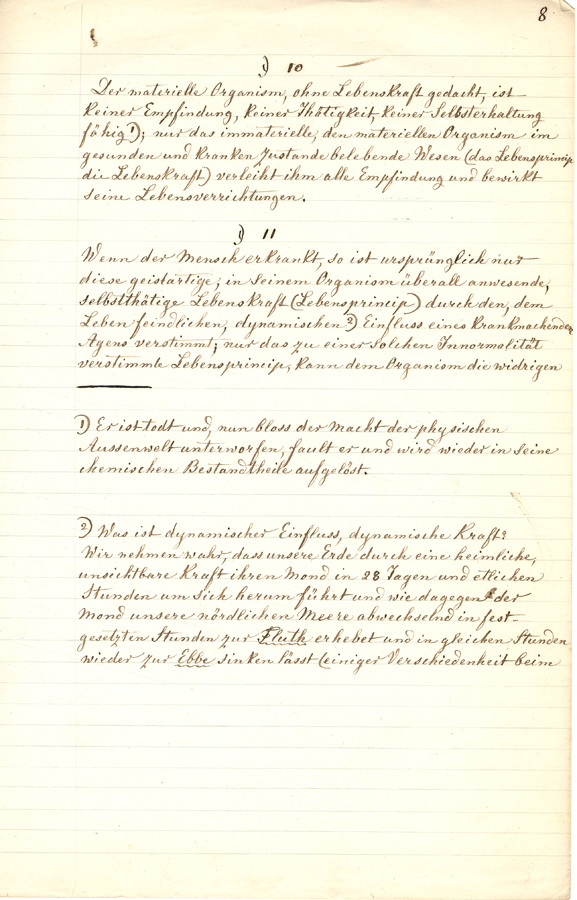 8
§ 10
Der materielle Organism, ohne Lebenskraft gedacht, ist
keiner Empfindung, keiner Thätigkeit, keiner Selbsterhaltung
fähig 1); nur das immaterielle, den materiellen Organism im
gesunden und kranken Zustande belebende Wesen (das Lebensprincip
die Lebenskraft) verleiht ihm alle Empfindung und bewirkt
seine Lebensverrichtungen.
§ 11
Wenn der Mensch erkrankt, so ist ursprünglich nur
diese geistartige, in seinem Organism überall anwesende,
selbstthätige Lebenskraft (Lebensprincip) durch den, dem
Leben feindlichen, dynamischen 2) Einfluss eines krankmachenden
Agens verstimmt; nur das zu einer solchen Innormalität
verstimmte Lebensprincip, kann dem Organism die widrigen
1) Er ist todt und, nun bloss der Macht der physischen
Aussenwelt unterworfen, fault er und wird wieder in seine
chemischen Bestandtheile aufgelöst.
2) Was ist dynamischer Einfluss, dynamische Kraft?
Wir nehmen wahr, dass unsere Erde durch eine heimliche,
unsichtbare Kraft ihren Mond in 28 Tagen und etlichen
Stunden um sich herum führt und wie dagegen der
Mond unsere nördlichen Meere abwechselnd in fest-
gesetzten Stunden zur Fluth erhebet und in gleichen Stunden
wieder zur Ebbe sinken lässt (einiger Verschiedenheit beim